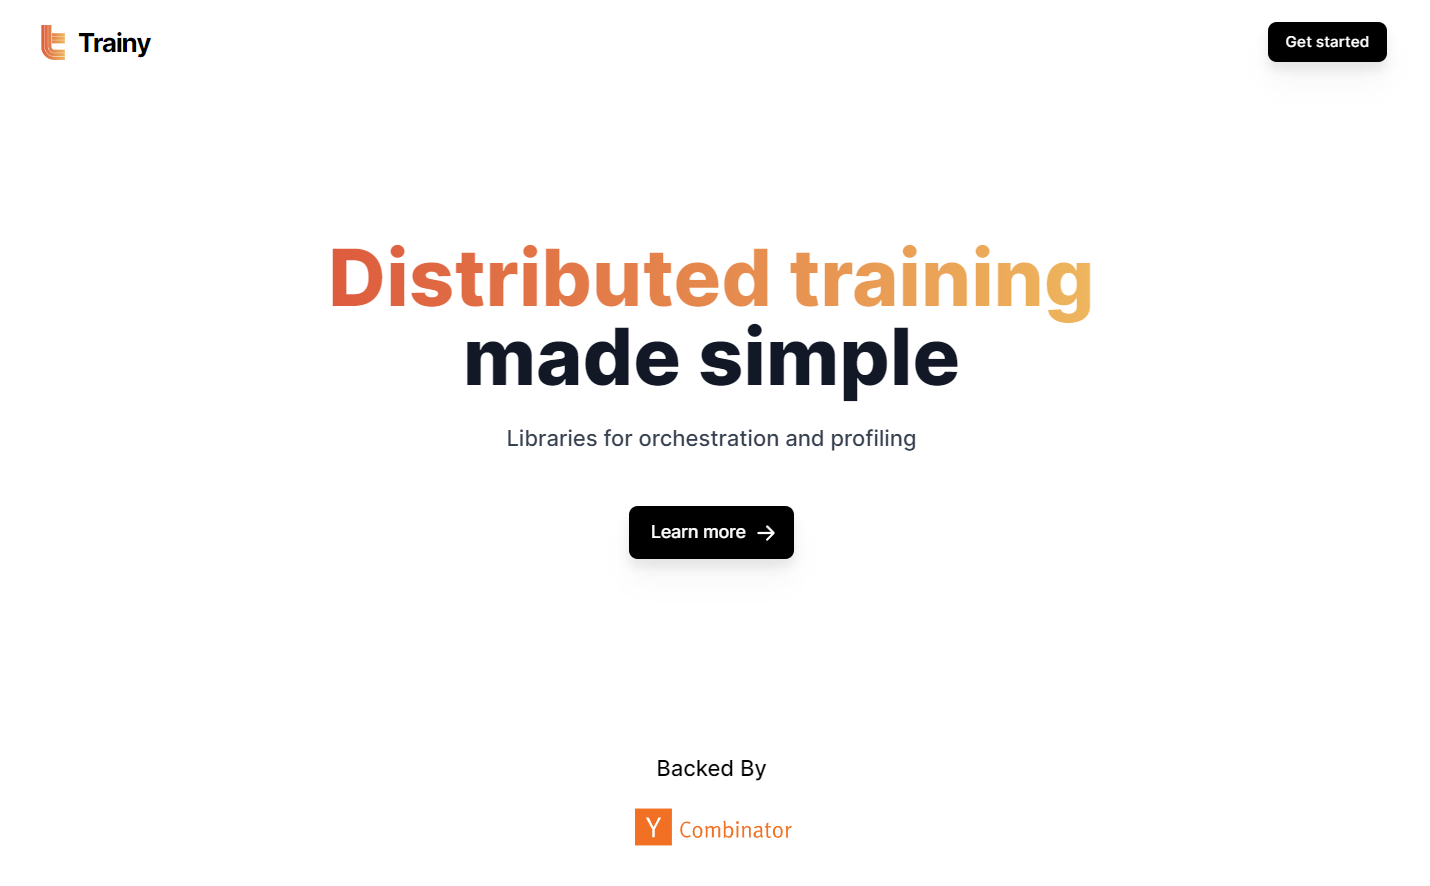 Trainy
Get started
Distributed training
made simple
Libraries for orchestration and profiling
Learn more
Backed By
Y Combinator